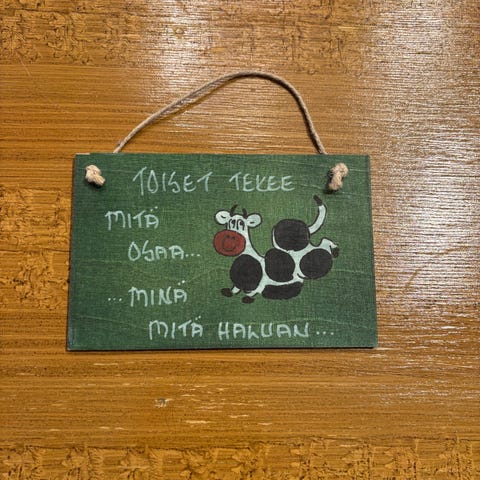 TOISET TEKEE
MITÄ
OSAA...
...MINÄ
MITÄ HALUAN...